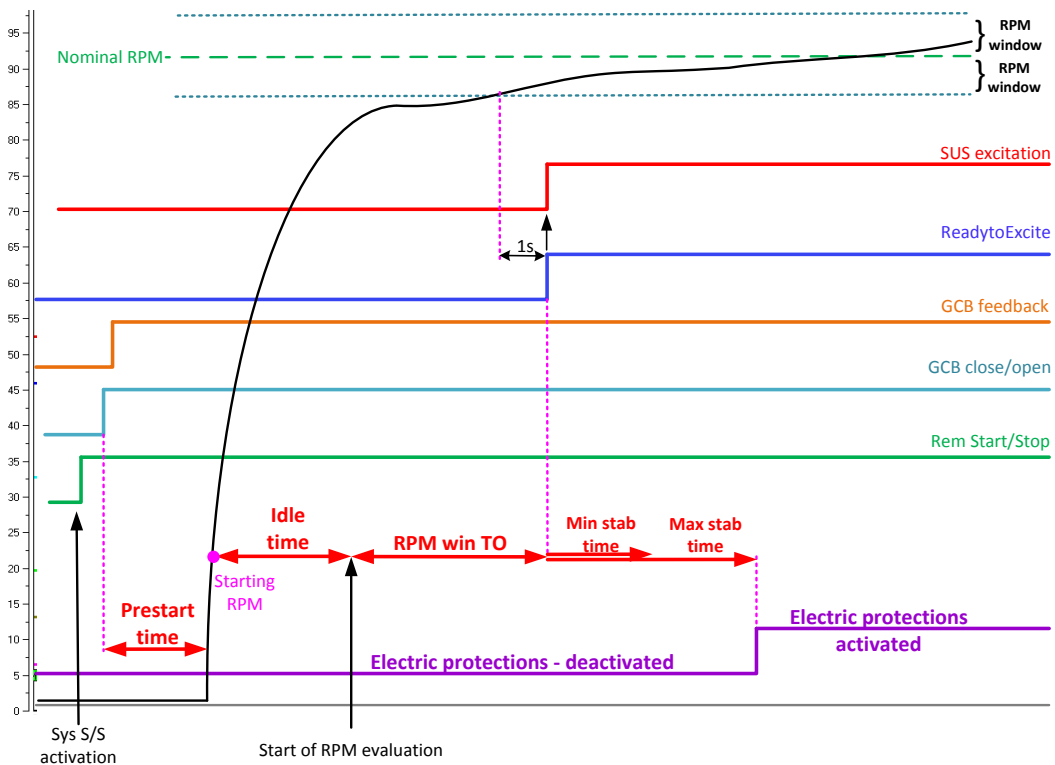 95
90
85
80
75
70
65
60
55
50
45
40
35
30
25
20
15
10
5
0
RPM
window
Nominal RPM
RPM
window
SUS excitation
1s
ReadytoExcite
GCB feedback
GCB close/open
Rem Start/Stop
Idle
time
RPM win TO
Min stab
time
Max stab
time
Starting
RPM
Prestart
time
Electric protections - deactivated
Electric protections
activated
Sys S/S
activation
Start of RPM evaluation